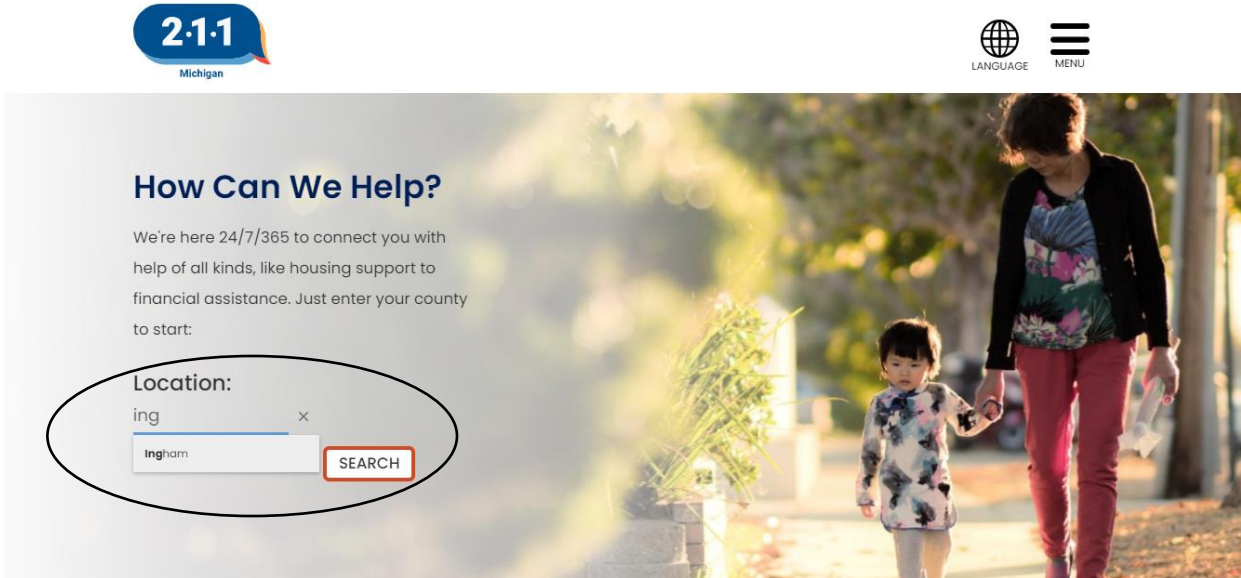 2·1·1
Michigan
LANGUAGE
MENU
How Can We Help?
We're here 24/7/365 to connect you with
help of all kinds, like housing support to
financial assistance. Just enter your county
to start:
Location:
ing ×
Ingham
SEARCH